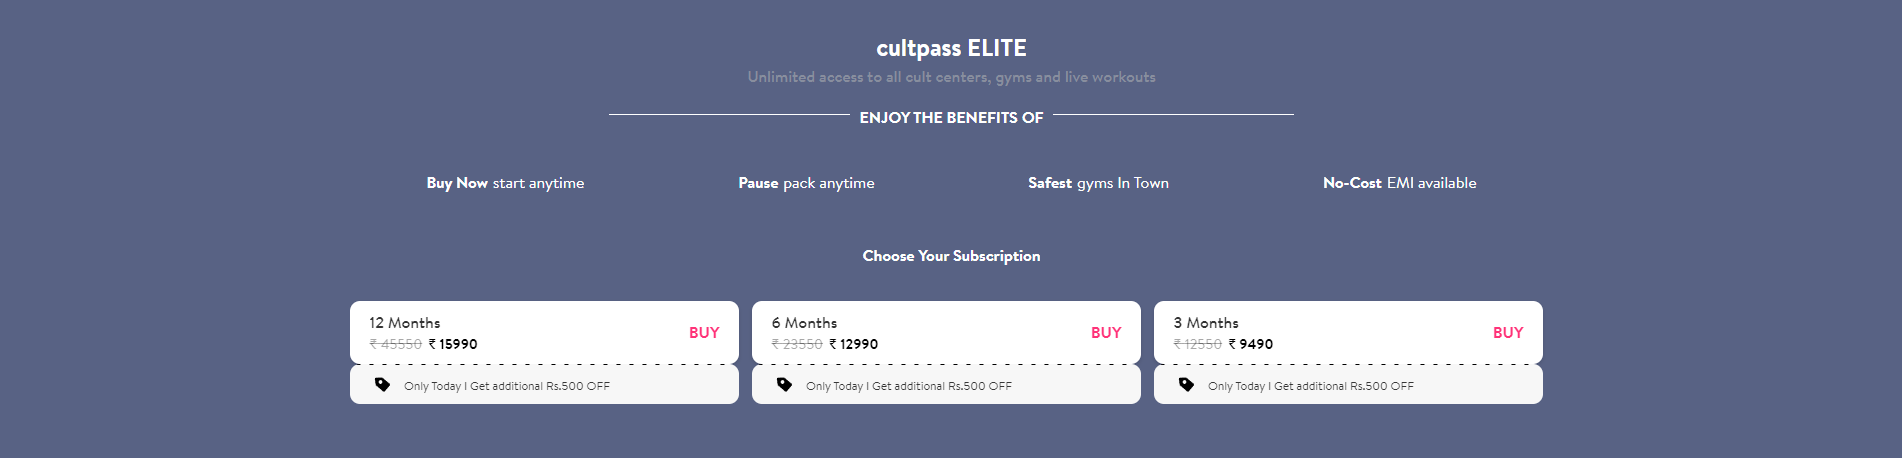 cultpass ELITE
Unlimited access to all cult centers, gyms and live workouts
ENJOY THE BENEFITS OF
Buy Now start anytime
Pause pack anytime
Safest gyms In Town
No-Cost EMI available
Choose Your Subscription
12 Months
₹ 45550 ₹ 15990
BUY
Only Today I Get additional Rs.500 OFF
6 Months
₹ 23550 ₹ 12990
BUY
Only Today I Get additional Rs.500 OFF
3 Months
₹ 12550 ₹ 9490
BUY
Only Today I Get additional Rs.500 OFF